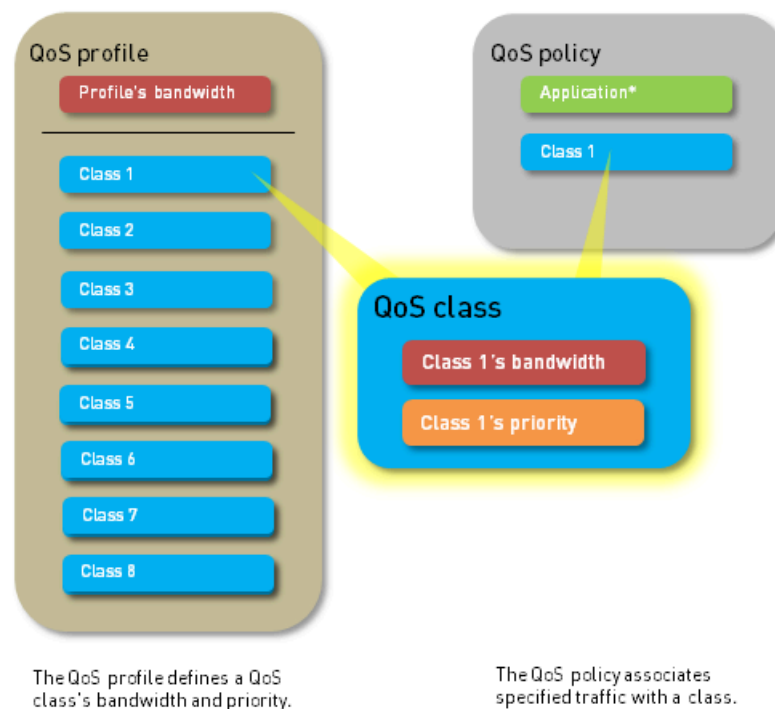 QoS profile
Profile's bandwidth
Class 1
Class 2
Class 3
Class 4
Class 5
Class 6
Class 7
Class 8
QoS policy
Application*
Class 1
QoS class
Class 1's bandwidth
Class 1's priority
The QoS profile defines a QoS
class's bandwidth and priority.
The QoS policy associates
specified traffic with a class.